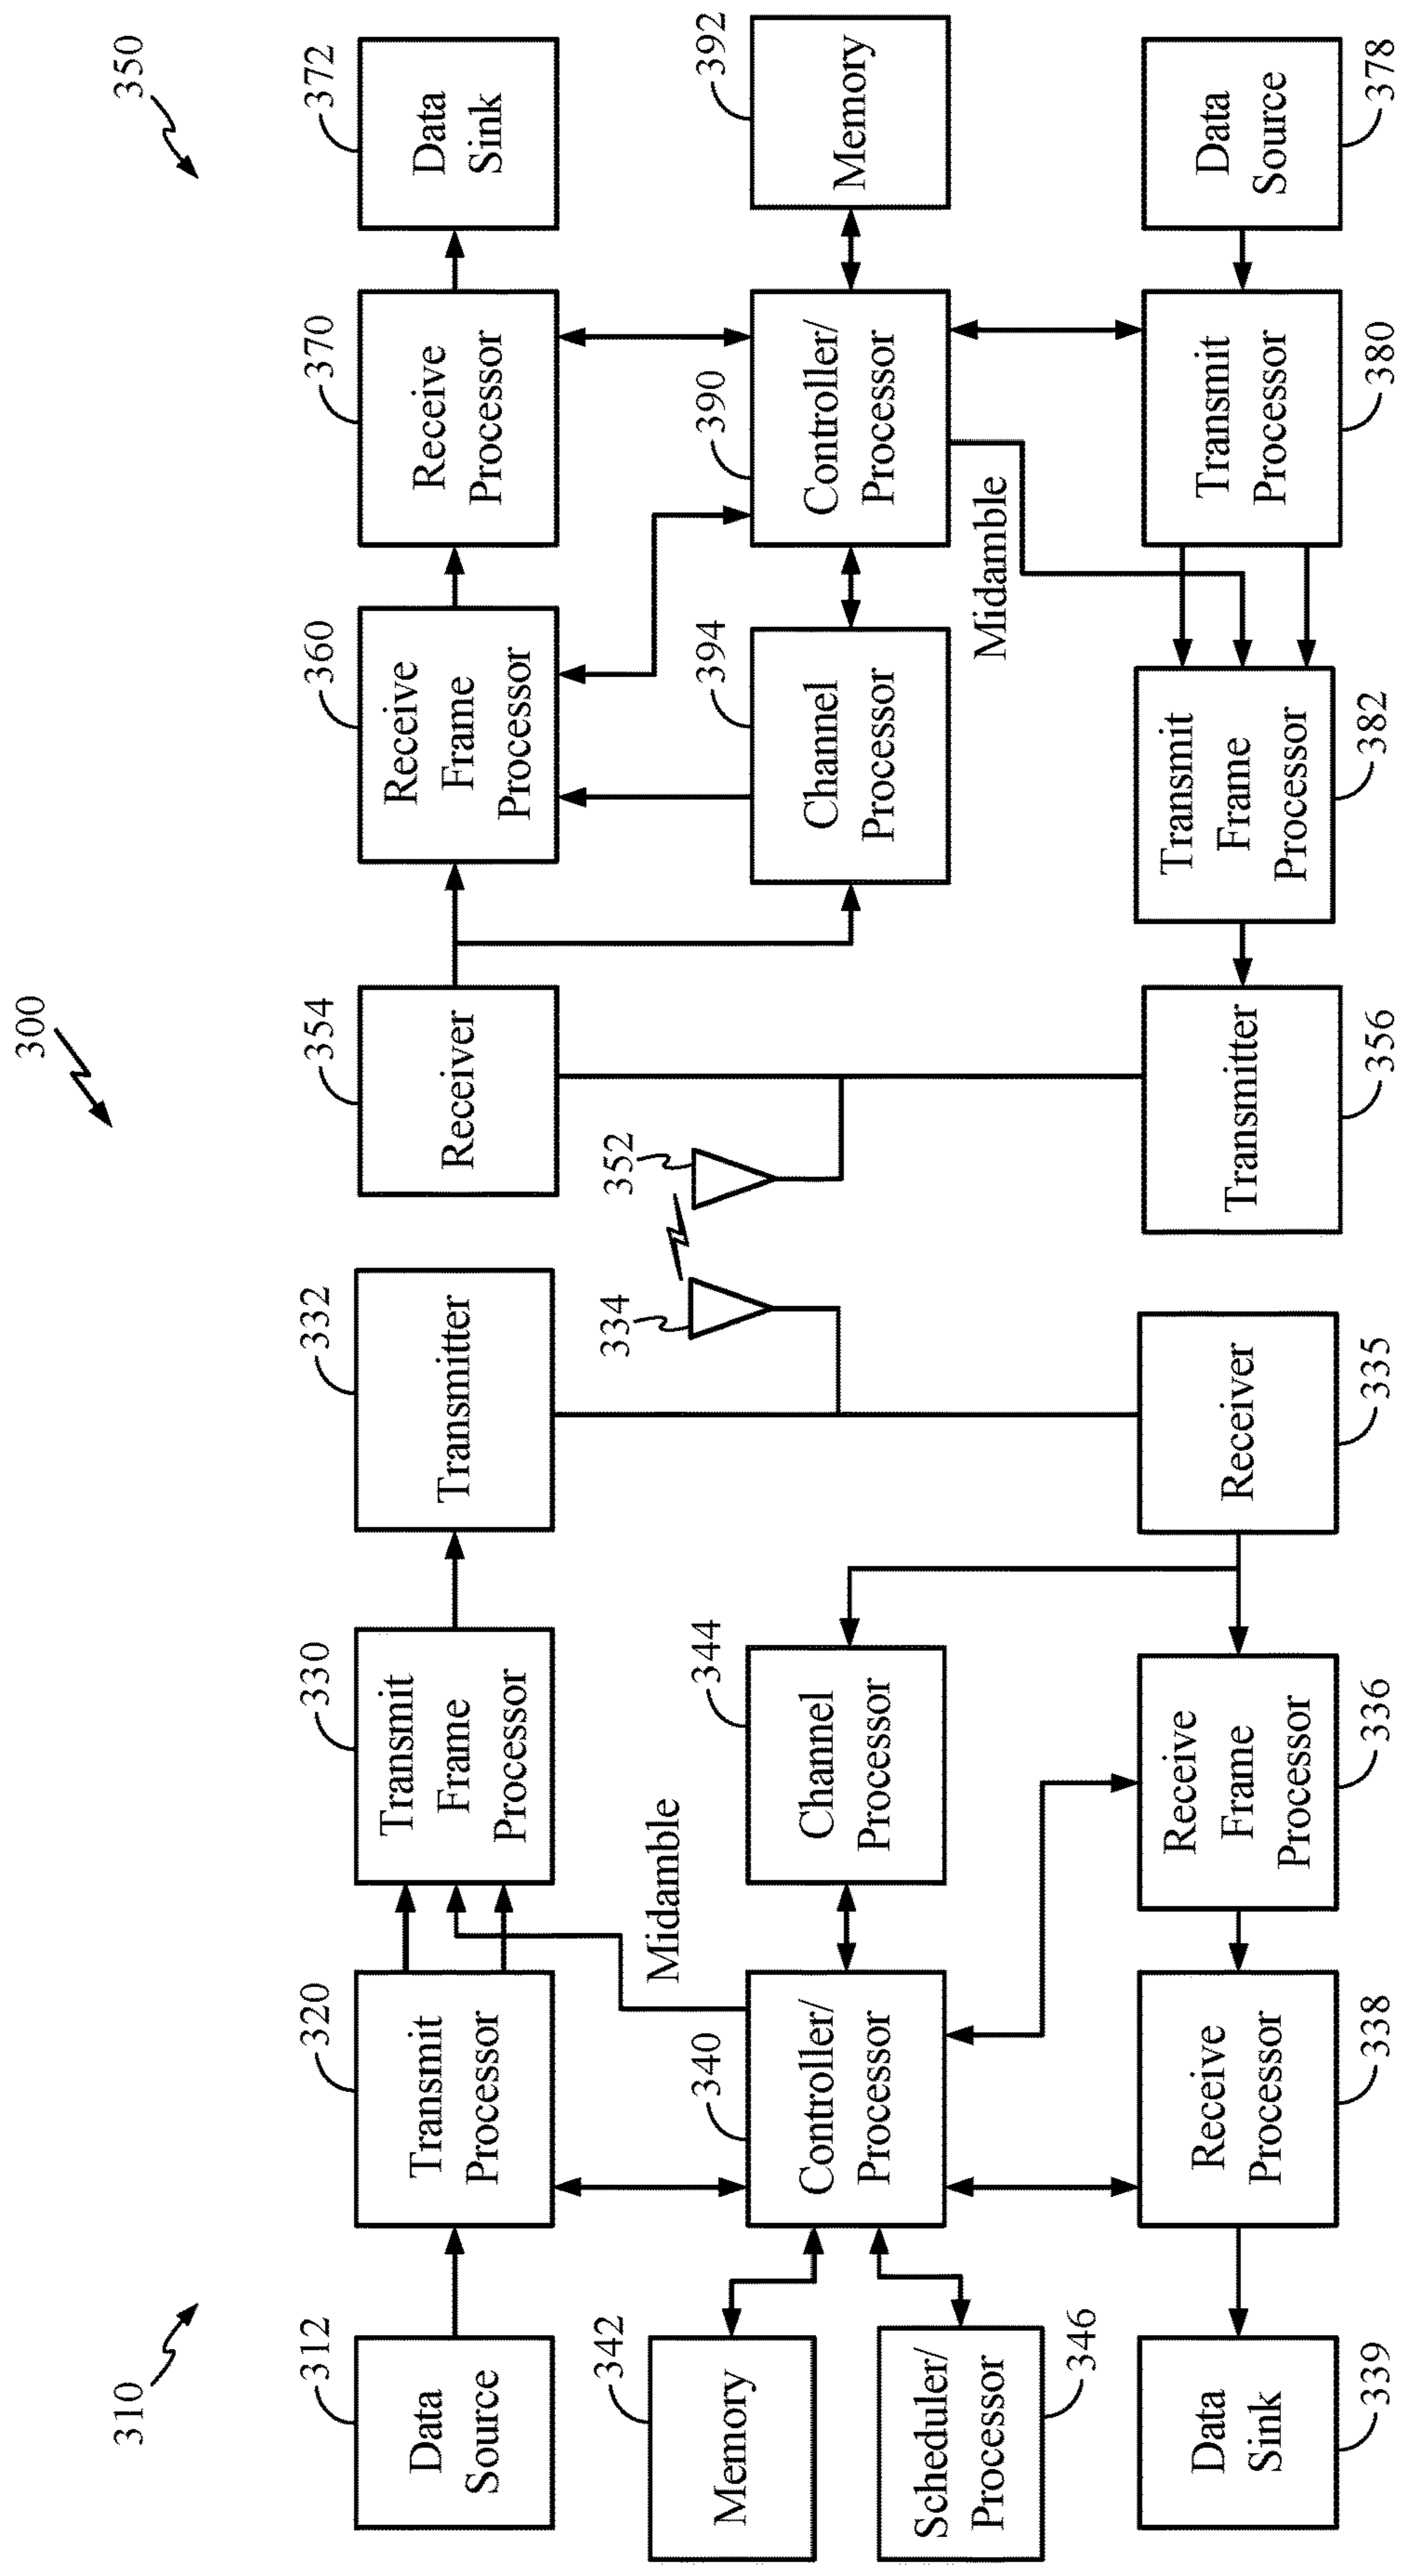 300
310
350
312
Data
Source
320
Transmit
Processor
330
Transmit
Frame
Processor
332
Transmitter
354
Receiver
360
Receive
Frame
Processor
370
Receive
Processor
372
Data
Sink
342
Memory
340
Controller/
Processor
Midamble
344
Channel
Processor
334
352
394
Channel
Processor
390
Controller/
Processor
392
Memory
Midamble
Scheduler/
Processor
346
Data
Sink
339
Receive
Processor
338
Receive
Frame
Processor
336
Receiver
335
Transmitter
356
Transmit
Frame
Processor
382
Transmit
Processor
380
Data
Source
378